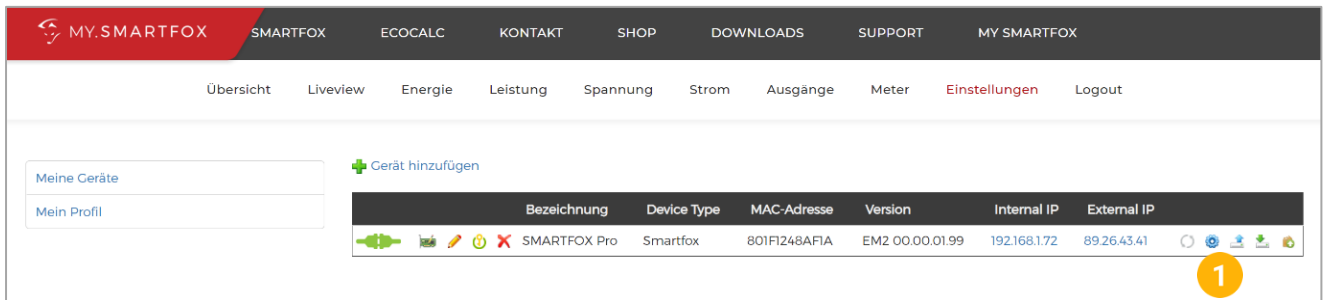 MY.SMARTFOX SMARTFOX ECOCALC KONTAKT SHOP DOWNLOADS SUPPORT MY SMARTFOX
Übersicht Liveview Energie Leistung Spannung Strom Ausgänge Meter Einstellungen Logout
Gerät hinzufügen
Meine Geräte
Mein Profil
Bezeichnung Device Type MAC-Adresse Version Internal IP External IP
SMARTFOX Pro Smartfox 801F1248AF1A EM2 00.00.01.99 192.168.1.72 89.26.43.41
1